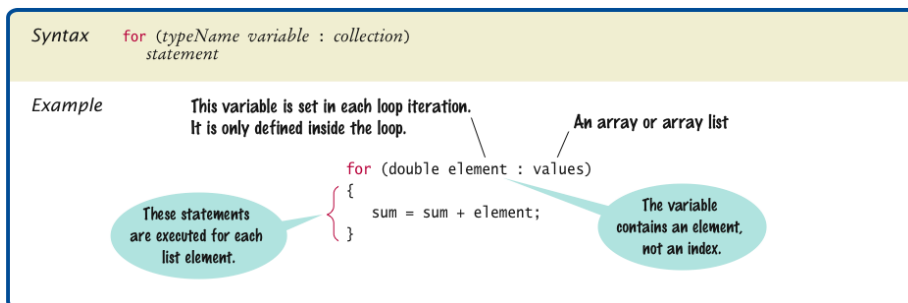 Syntax for (typeName variable : collection)
statement
Example
This variable is set in each loop iteration.
It is only defined inside the loop.
An array or array list
for (double element : values)
{
sum = sum + element;
}
These statements
are executed for each
list element.
The variable
contains an element,
not an index.